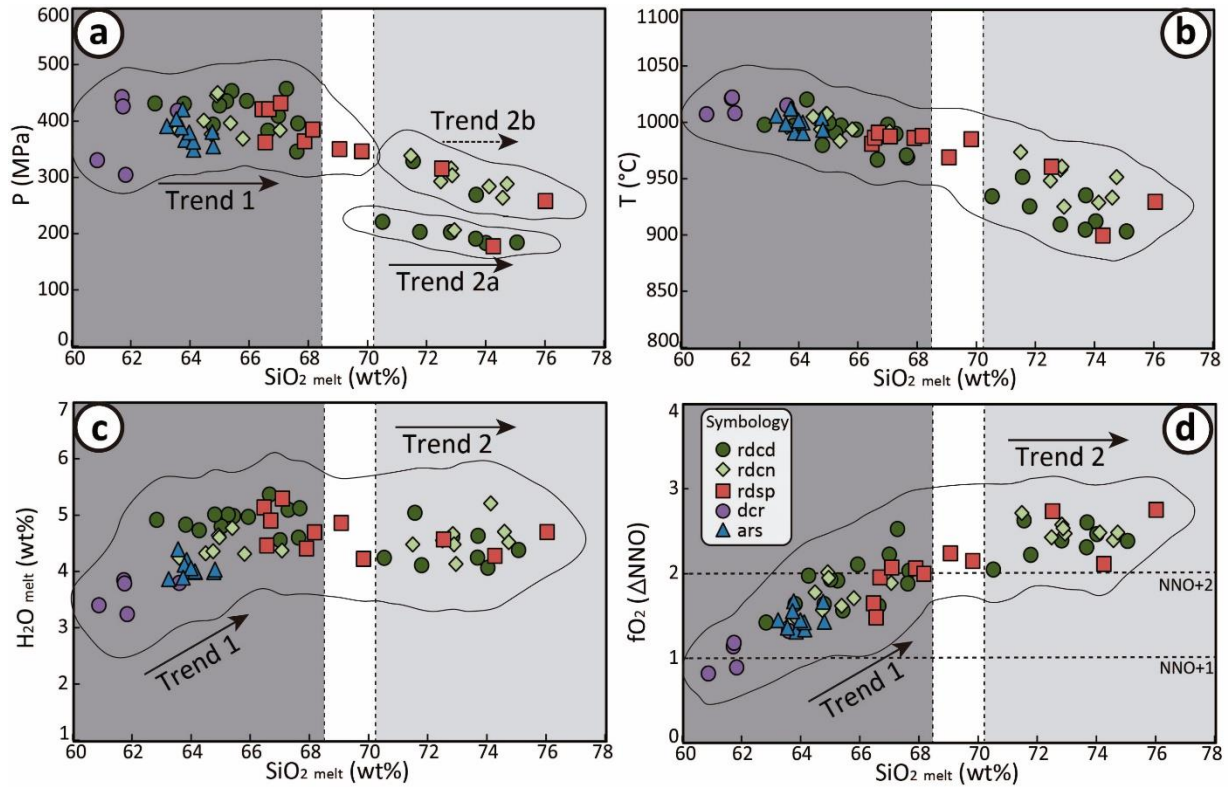 a
P (MPa)
600
500
400
300
200
100
0
Trend 1
Trend 2b
Trend 2a
60 62 64 66 68 70 72 74 76 78
SiO2 melt (wt%)
b
T (°C)
1100
1050
1000
950
900
850
800
60 62 64 66 68 70 72 74 76 78
SiO2 melt (wt%)
c
H2O melt (wt%)
7
6
5
4
3
2
1
Trend 1
Trend 2
60 62 64 66 68 70 72 74 76 78
SiO2 melt (wt%)
d
fO2 (ΔNNO)
4
3
2
1
0
Symbology
rdcd
rdcn
rdsp
dcr
ars
Trend 2
NNO+2
NNO+1
Trend 1
60 62 64 66 68 70 72 74 76 78
SiO2 melt (wt%)